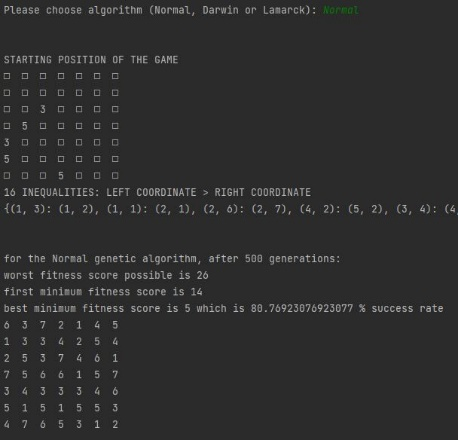 Please choose algorithm (Normal, Darwin or Lamarck): Normal
STARTING POSITION OF THE GAME
□ □ □ □ □ □ □
□ □ □ □ □ □ □
□ □ 3 □ □ □ □
□ 5 □ □ □ □ □
3 □ □ □ □ □ □
5 □ □ □ □ □ □
□ □ □ 5 □ □ □
16 INEQUALITIES: LEFT COORDINATE > RIGHT COORDINATE
{(1, 3): (1, 2), (1, 1): (2, 1), (2, 6): (2, 7), (4, 2): (5, 2), (3, 4): (4,
for the Normal genetic algorithm, after 500 generations:
worst fitness score possible is 26
first minimum fitness score is 14
best minimum fitness score is 5 which is 80.76923076923077 % success rate
6 3 7 2 1 4 5
1 3 3 4 2 5 4
2 5 3 7 4 6 1
7 5 6 6 1 5 7
3 4 3 3 3 4 6
5 1 5 1 5 5 3
4 7 6 5 3 1 2